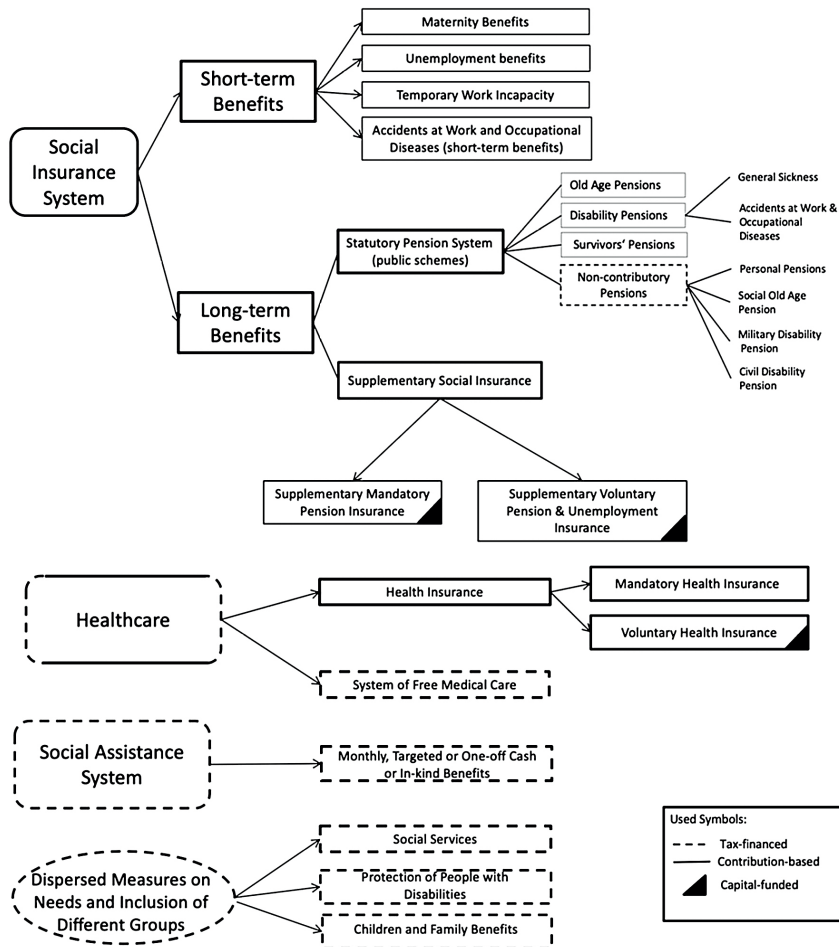 Maternity Benefits
Unemployment benefits
Temporary Work Incapacity
Accidents at Work and Occupational
Diseases (short-term benefits)
Short-term
Benefits
Social
Insurance
System
Long-term
Benefits
Statutory Pension System
(public schemes)
Old Age Pensions
Disability Pensions
Survivors' Pensions
Non-contributory
Pensions
General Sickness
Accidents at Work &
Occupational
Diseases
Personal Pensions
Social Old Age
Pension
Military Disability
Pension
Civil Disability
Pension
Supplementary Social Insurance
Supplementary Mandatory
Pension Insurance
Supplementary Voluntary
Pension & Unemployment
Insurance
Healthcare
Health Insurance
Mandatory Health Insurance
Voluntary Health Insurance
System of Free Medical Care
Social Assistance
System
Monthly, Targeted or One-off Cash
or In-kind Benefits
Dispersed Measures on
Needs and Inclusion of
Different Groups
Social Services
Protection of People with
Disabilities
Children and Family Benefits
Used Symbols:
Tax-financed
Contribution-based
Capital-funded